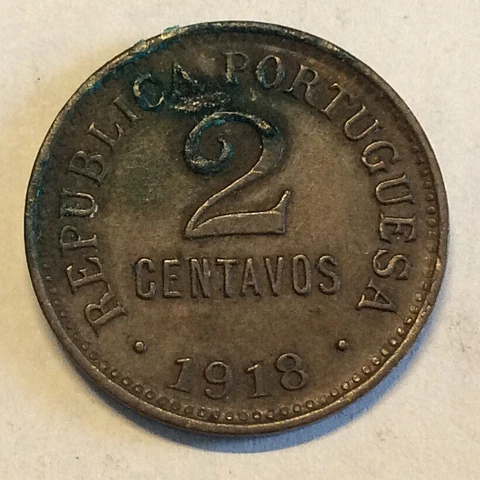 REPUBLICA PORTUGUESA
2
CENTAVOS
• 1918 •